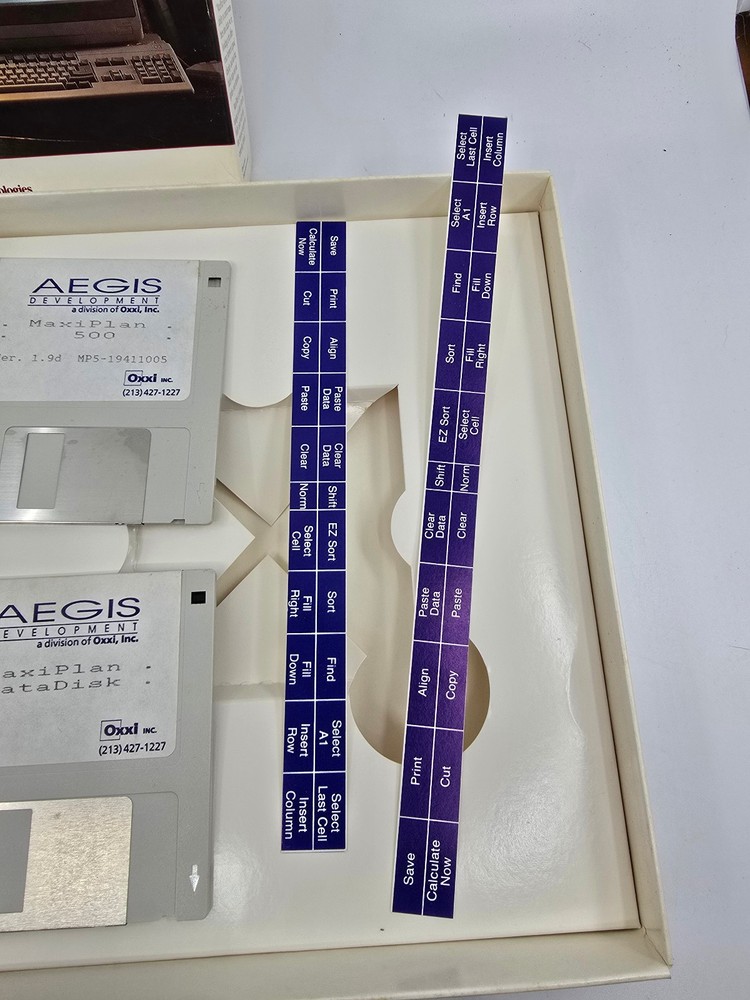 AEGIS
DEVELOPMENT
a division of Oxxi, Inc.
MaxiPlan
500
Ver. 1.9d MP5-19411005
Oxxi INC.
(213) 427-1227
AEGIS
EVELOPMENT
a division of Oxxi, Inc.
axiPlan
ataDisk
Oxxi INC.
(213) 427-1227
Save
Print
Align
Paste
Data
Clear
Data
Shift
EZ Sort
Sort
Find
Select
A1
Select
Last Cell
Calculate
Now
Cut
Copy
Paste
Clear
Norm
Select
Cell
Fill
Right
Fill
Down
Insert
Row
Insert
Column
Save
Print
Align
Paste
Data
Clear
Data
Shift
EZ Sort
Sort
Find
Select
A1
Select
Last Cell
Calculate
Now
Cut
Copy
Paste
Clear
Norm
Select
Cell
Fill
Right
Fill
Down
Insert
Row
Insert
Column